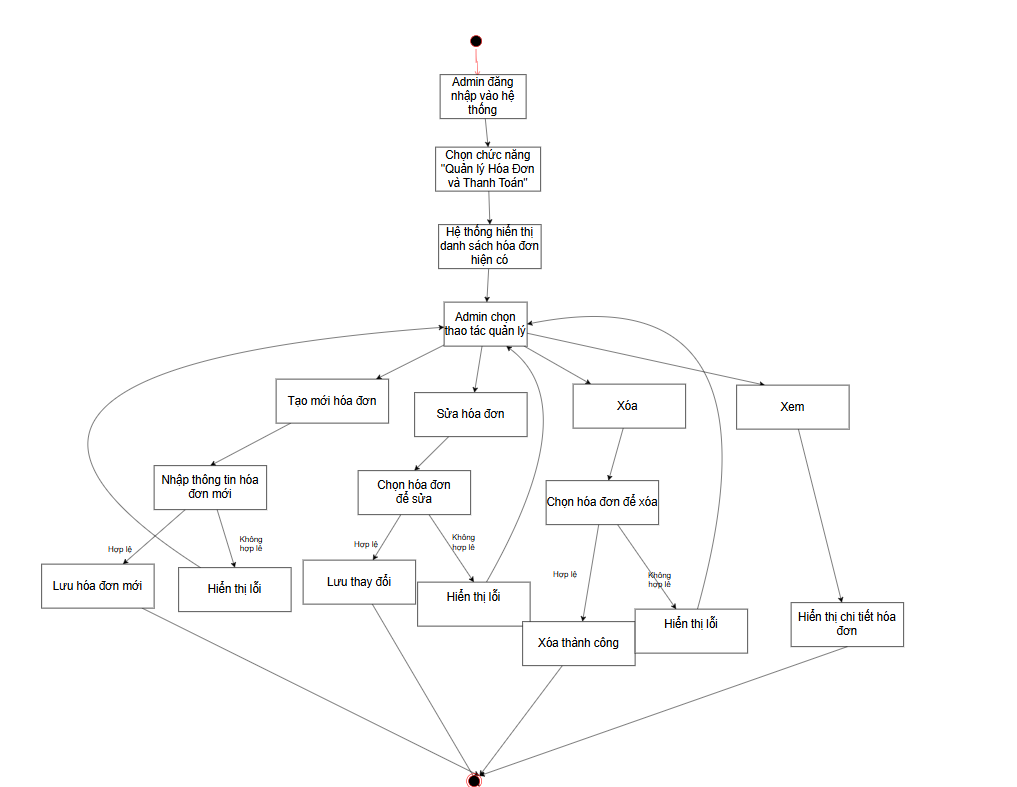 Admin đăng
nhập vào hệ
thống
Chọn chức năng
"Quản lý Hóa Đơn
và Thanh Toán"
Hệ thống hiển thị
danh sách hóa đơn
hiện có
Admin chọn
thao tác quản lý
Tạo mới hóa đơn
Sửa hóa đơn
Xóa
Xem
Nhập thông tin hóa
đơn mới
Chọn hóa đơn
để sửa
Chọn hóa đơn để xóa
Hợp lệ
Không
hợp lê
Hợp lệ
Không
hợp lê
Hợp lệ
Không
hợp lê
Lưu hóa đơn mới
Hiển thị lỗi
Lưu thay đổi
Hiển thị lỗi
Xóa thành công
Hiển thị lỗi
Hiển thị chi tiết hóa
đơn